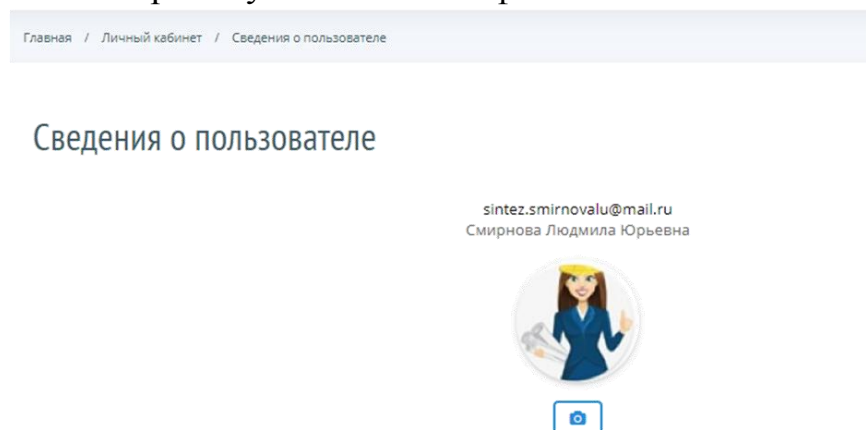 Главная / Личный кабинет / Сведения о пользователе
Сведения о пользователе
sintez.smirnovalu@mail.ru
Смирнова Людмила Юрьевна